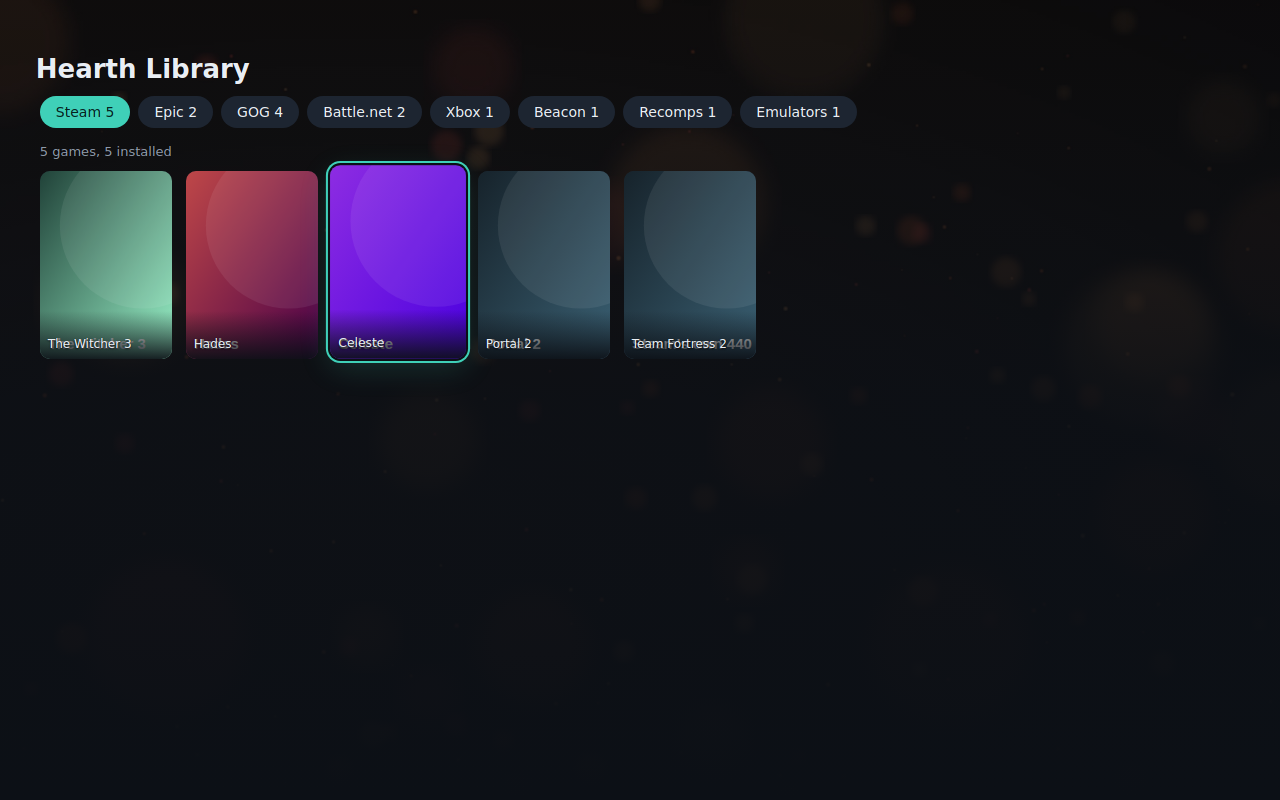 Hearth Library
Steam 5 Epic 2 GOG 4 Battle.net 2 Xbox 1 Beacon 1 Recomps 1 Emulators 1
5 games, 5 installed
The Witcher 3 Hades Celeste Portal 2 Team Fortress 2